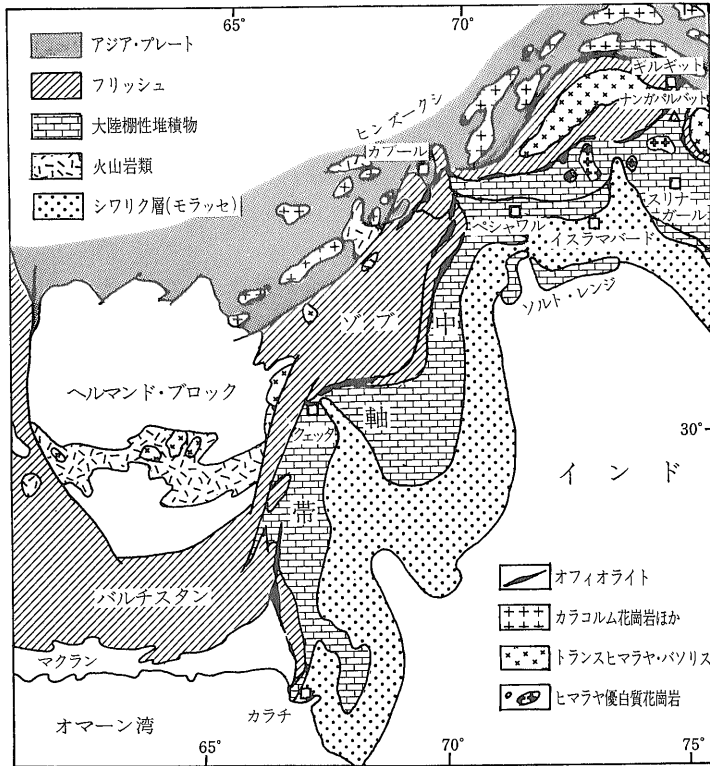 65°
70°
アジア・プレート
フリッシュ
大陸棚性堆積物
火山岩類
シワリク層(モラッセ)
ギルギット
ナンガパルバット
ヒンズークシ
カブール
ペシャワル
スリナー
ガール
イスラマバード
ソルト・レンジ
ゾブ
中
軸
帯
ヘルマンド・ブロック
クェッタ
30°
インド
バルチスタン
マクラン
オマーン湾
カラチ
オフィオライト
カラコルム花崗岩ほか
トランスヒマラヤ・バソリス
ヒマラヤ優白質花崗岩
65°
70°
75°